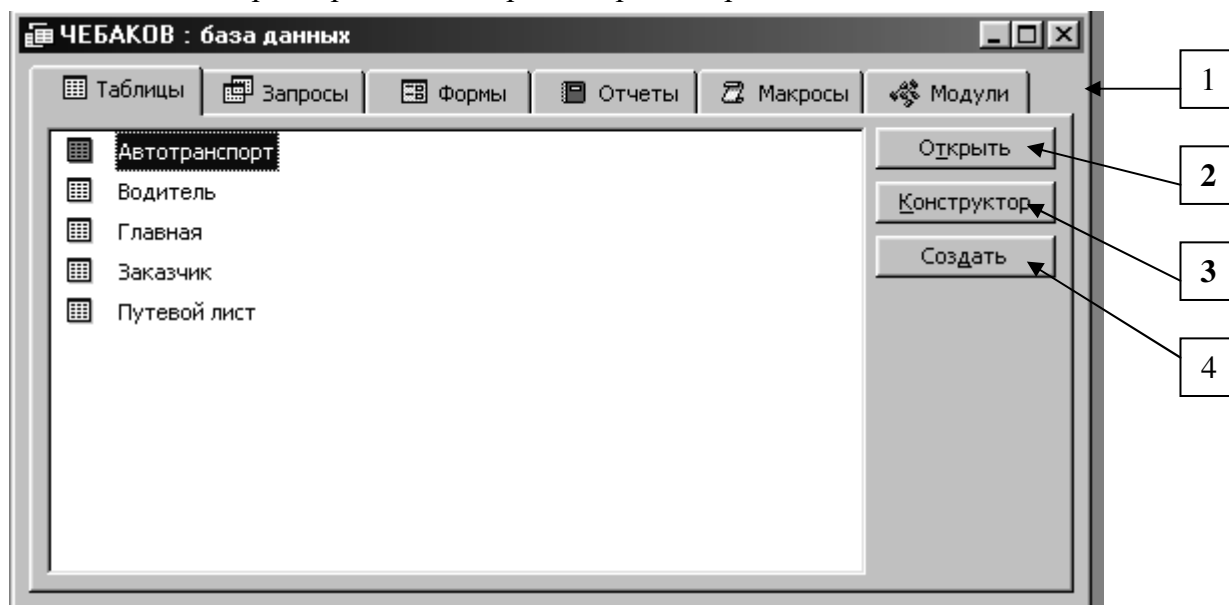 ЧЕБАКОВ : база данных
Таблицы Запросы Формы Отчеты Макросы Модули
1
Автотранспорт
Открыть
2
Водитель
Конструктор
Главная
Создать
3
Заказчик
Путевой лист
4